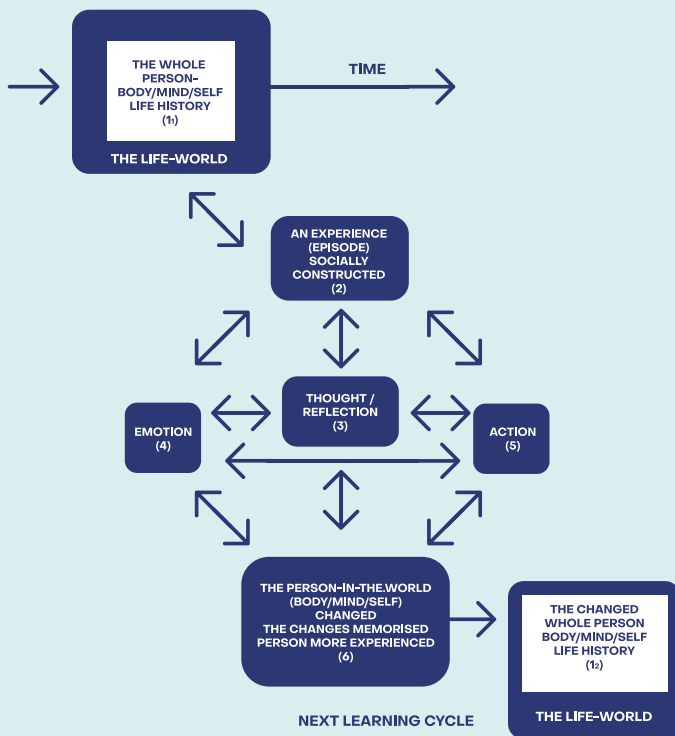 THE WHOLE
PERSON-
BODY/MIND/SELF
LIFE HISTORY
(1₁)
THE LIFE-WORLD
TIME
AN EXPERIENCE
(EPISODE)
SOCIALLY
CONSTRUCTED
(2)
EMOTION
(4)
THOUGHT /
REFLECTION
(3)
ACTION
(5)
THE PERSON-IN-THE.WORLD
(BODY/MIND/SELF)
CHANGED
THE CHANGES MEMORISED
PERSON MORE EXPERIENCED
(6)
THE CHANGED
WHOLE PERSON
BODY/MIND/SELF
LIFE HISTORY
(1₂)
THE LIFE-WORLD
NEXT LEARNING CYCLE